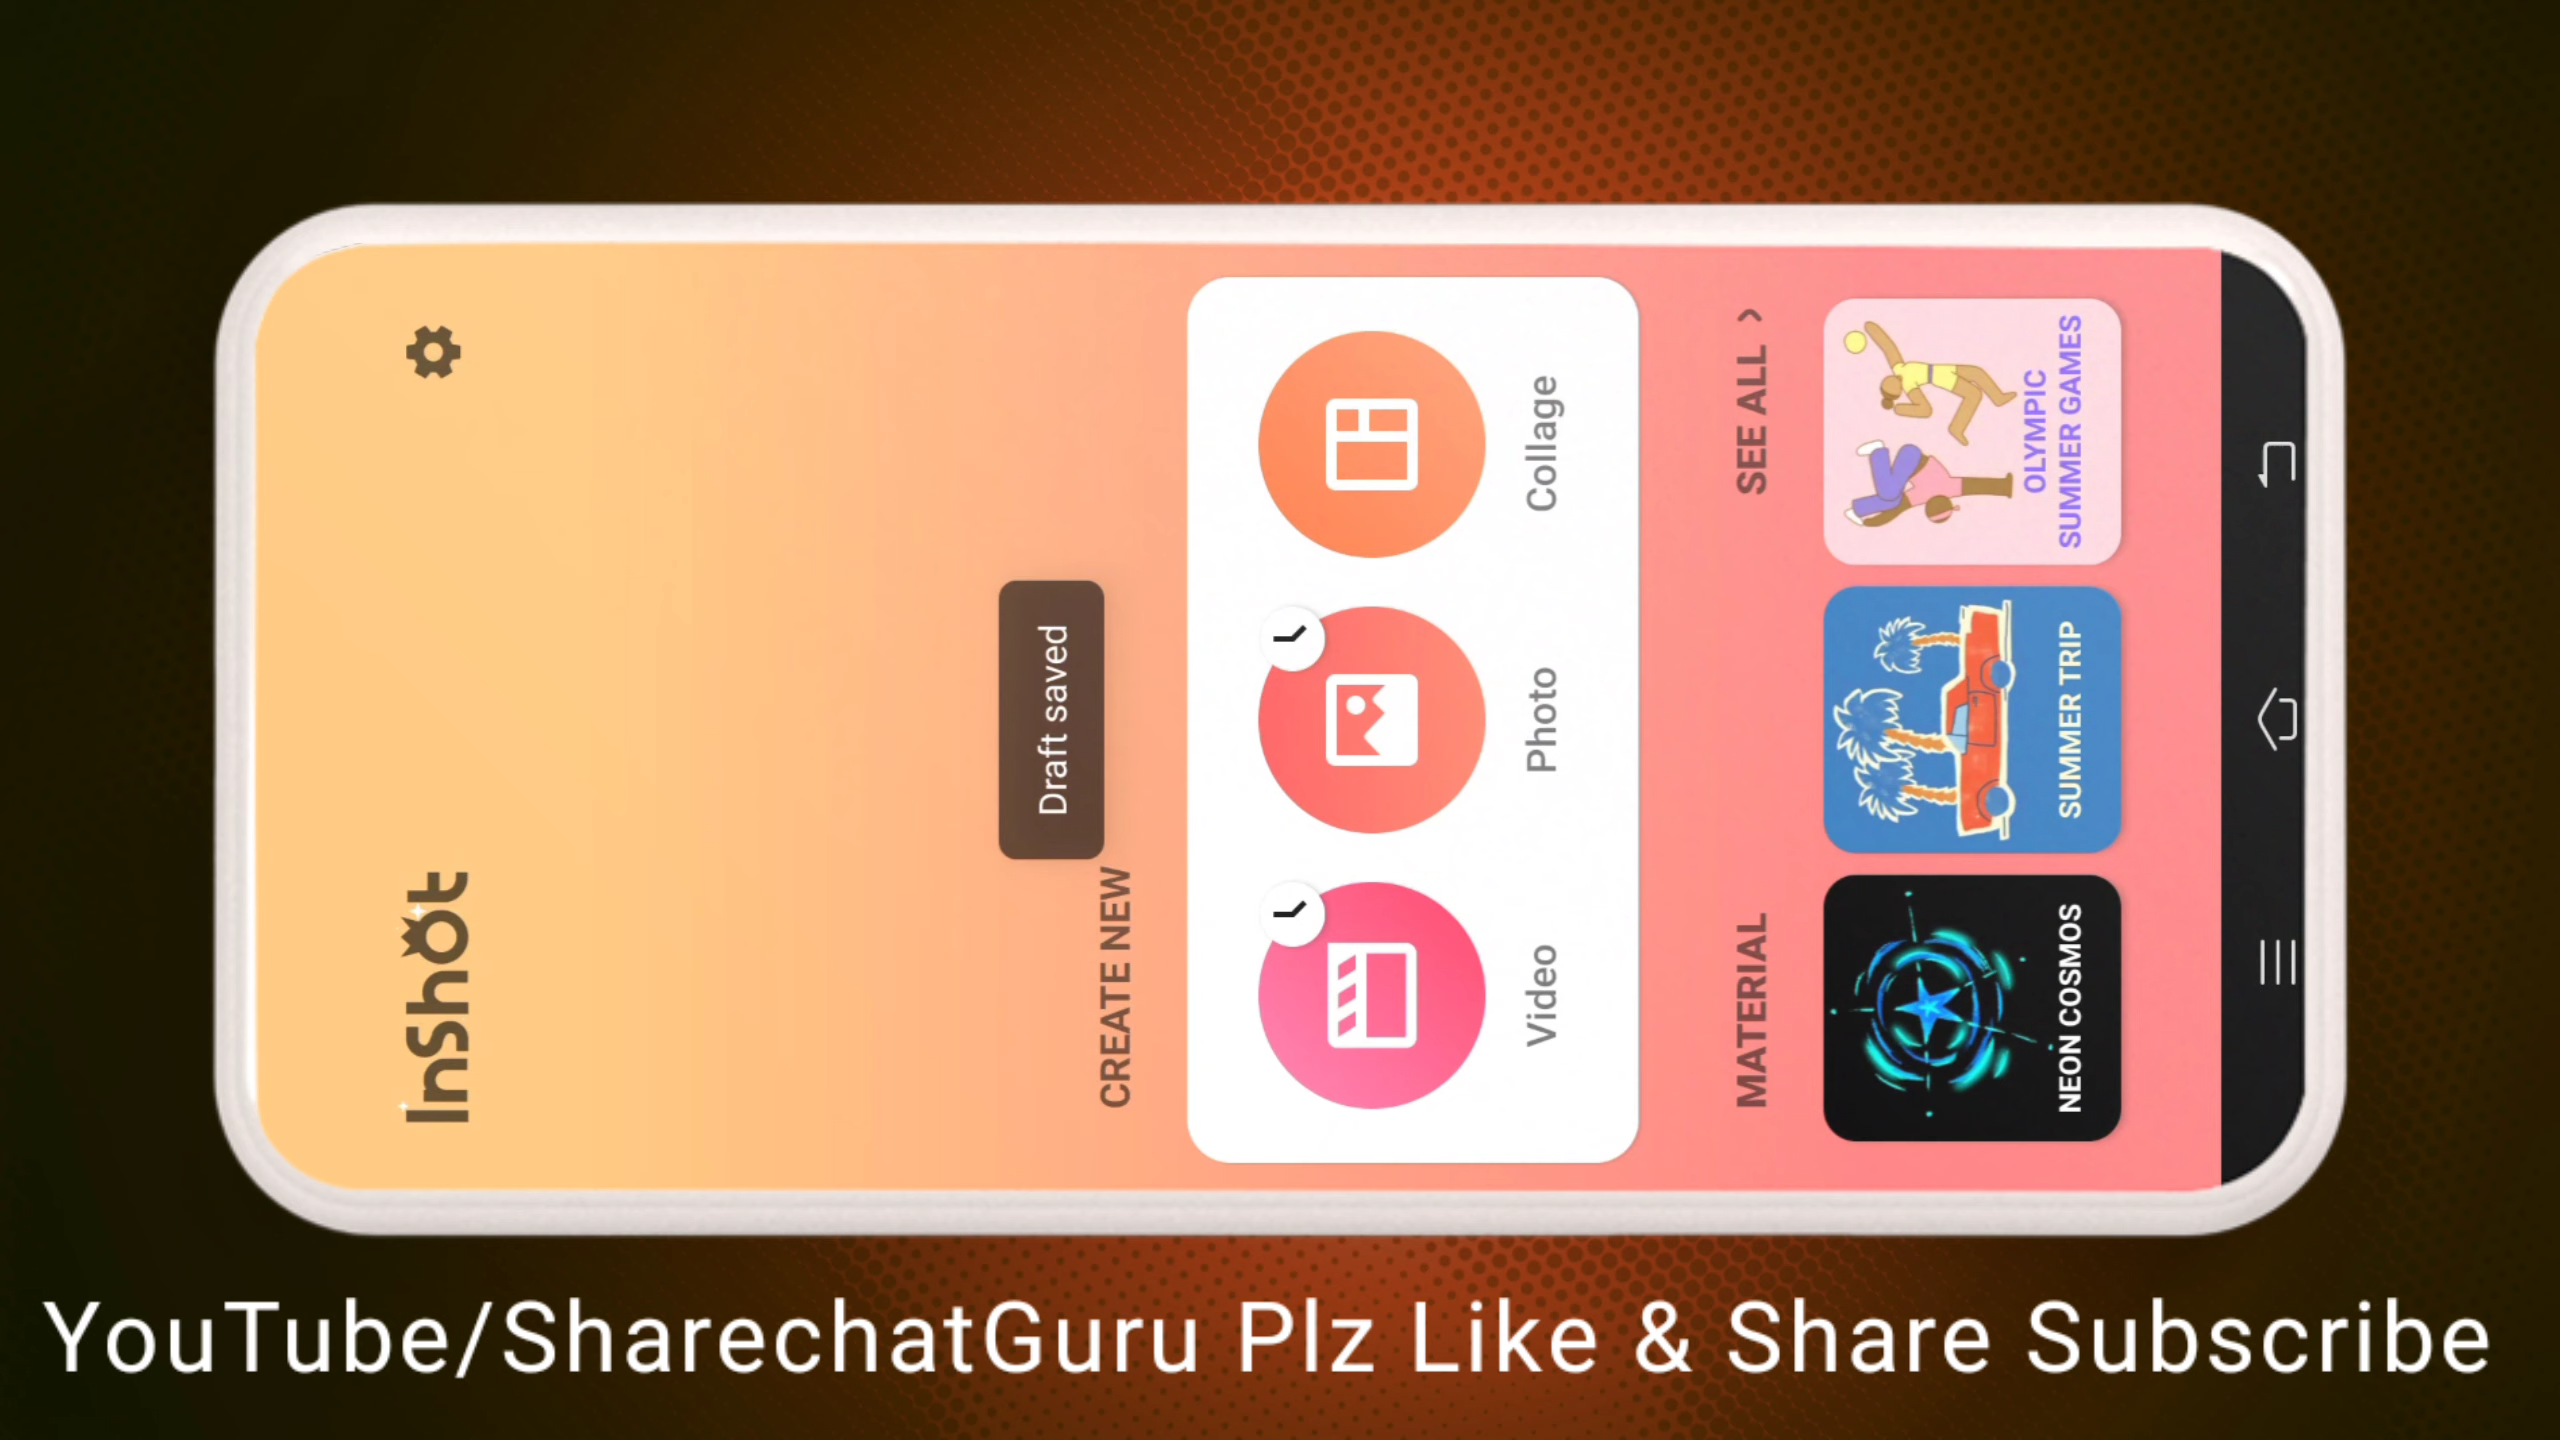 InShot
Draft saved
CREATE NEW
Video
Photo
Collage
MATERIAL
SEE ALL >
NEON COSMOS
SUMMER TRIP
OLYMPIC
SUMMER GAMES
YouTube/SharechatGuru Plz Like & Share Subscribe